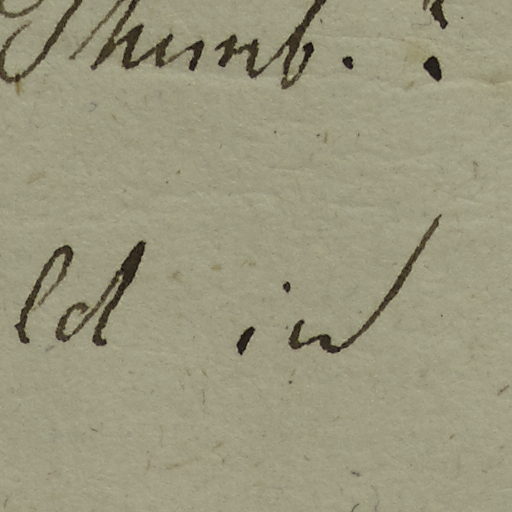 Thumb. :
ld in